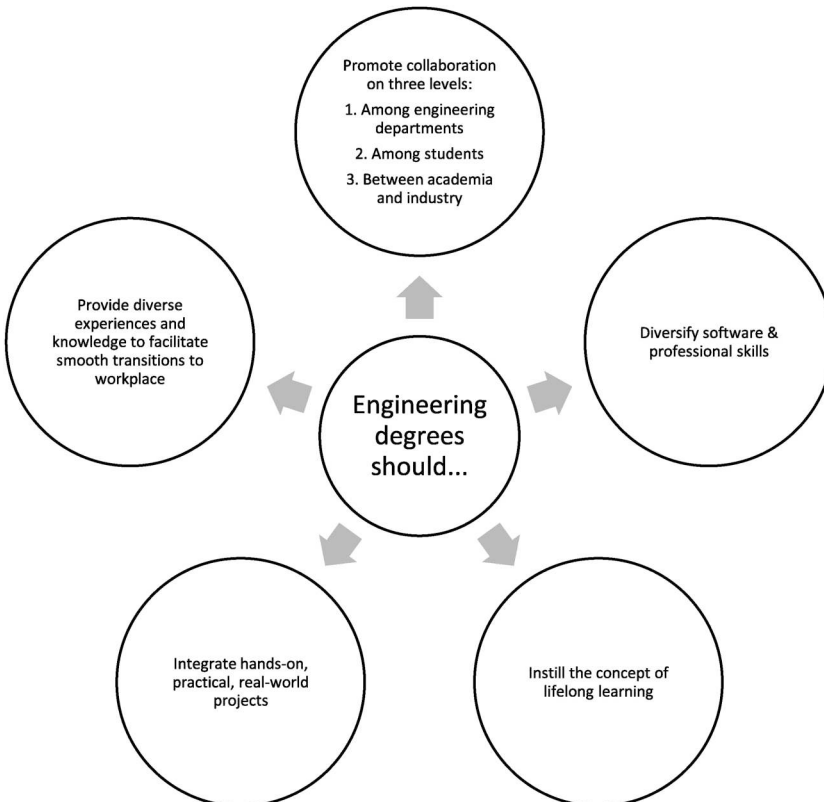 Promote collaboration
on three levels:
1. Among engineering
departments
2. Among students
3. Between academia
and industry
Provide diverse
experiences and
knowledge to facilitate
smooth transitions to
workplace
Diversify software &
professional skills
Engineering
degrees
should...
Integrate hands-on,
practical, real-world
projects
Instill the concept of
lifelong learning